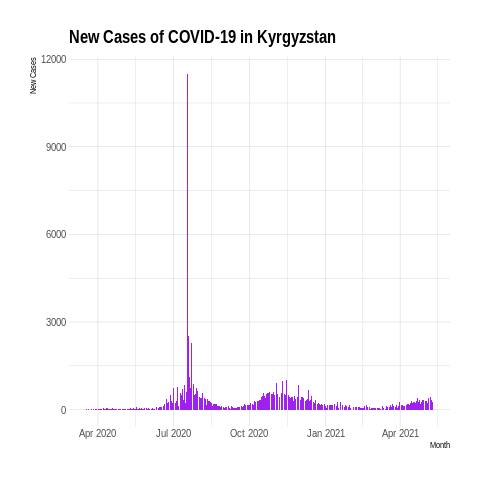 New Cases of COVID-19 in Kyrgyzstan
New Cases
12000
9000
6000
3000
0
Apr 2020 Jul 2020 Oct 2020 Jan 2021 Apr 2021
Month